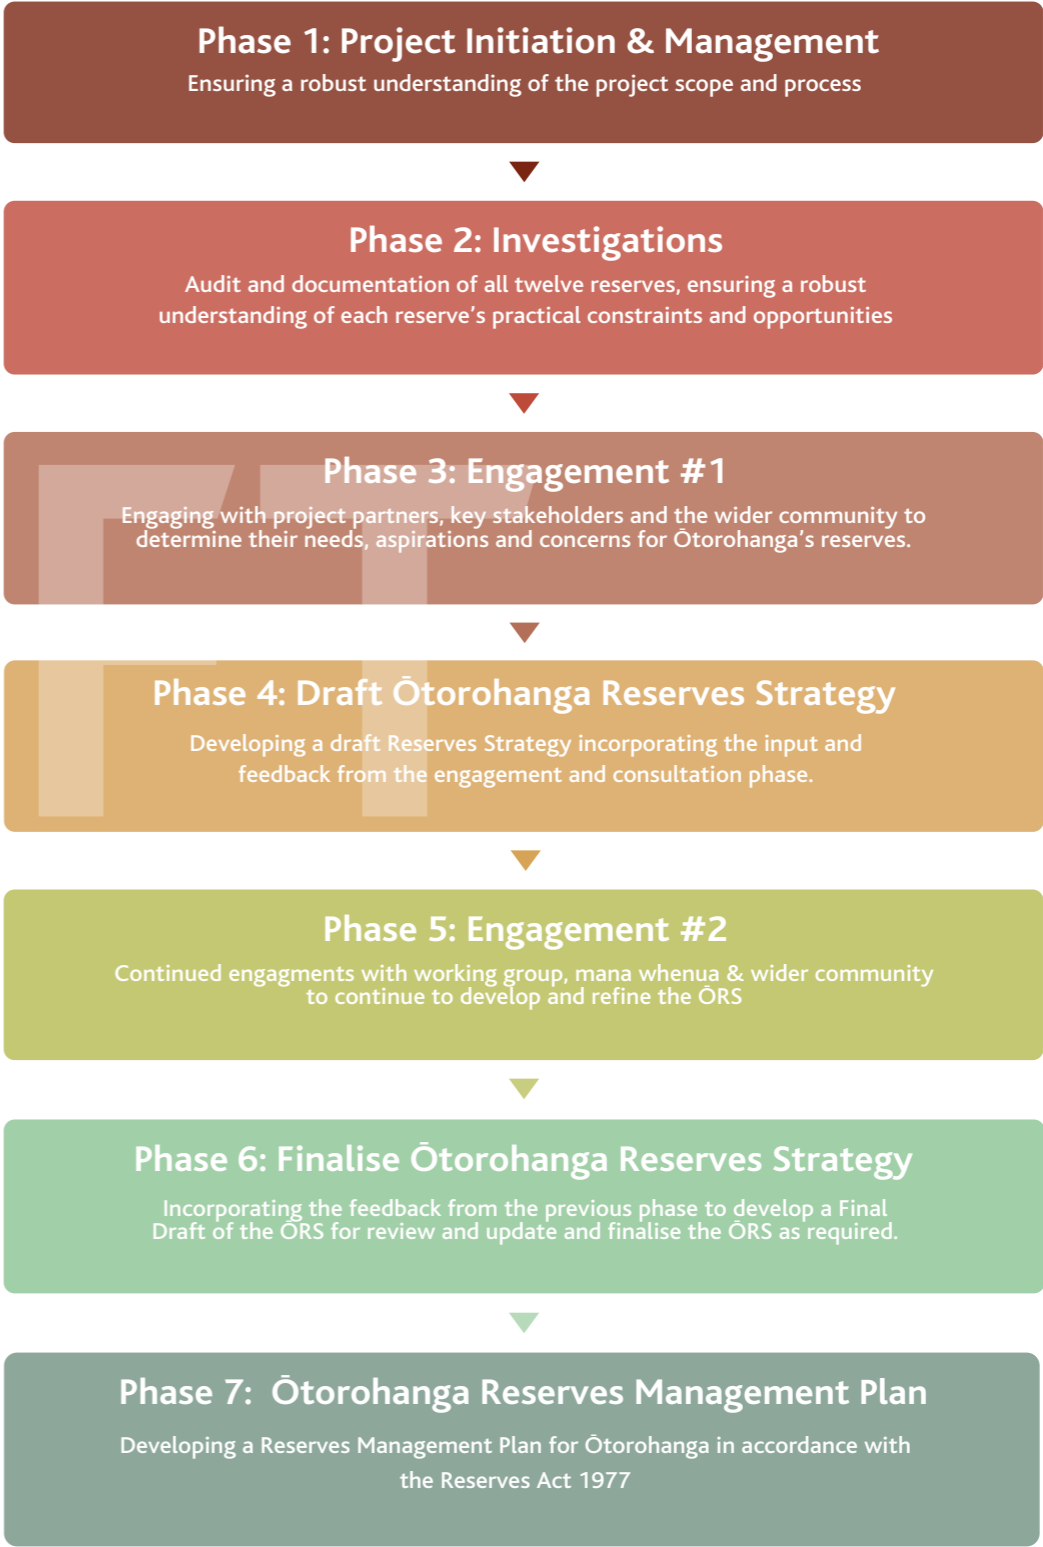 Phase 1: Project Initiation & Management
Ensuring a robust understanding of the project scope and process
Phase 2: Investigations
Audit and documentation of all twelve reserves, ensuring a robust
understanding of each reserve’s practical constraints and opportunities
Phase 3: Engagement #1
Engaging with project partners, key stakeholders and the wider community to
determine their needs, aspirations and concerns for Ōtorohanga’s reserves.
Phase 4: Draft Ōtorohanga Reserves Strategy
Developing a draft Reserves Strategy incorporating the input and
feedback from the engagement and consultation phase.
Phase 5: Engagement #2
Continued engagments with working group, mana whenua & wider community
to continue to develop and refine the ŌRS
Phase 6: Finalise Ōtorohanga Reserves Strategy
Incorporating the feedback from the previous phase to develop a Final
Draft of the ŌRS for review and update and finalise the ŌRS as required.
Phase 7: Ōtorohanga Reserves Management Plan
Developing a Reserves Management Plan for Ōtorohanga in accordance with
the Reserves Act 1977